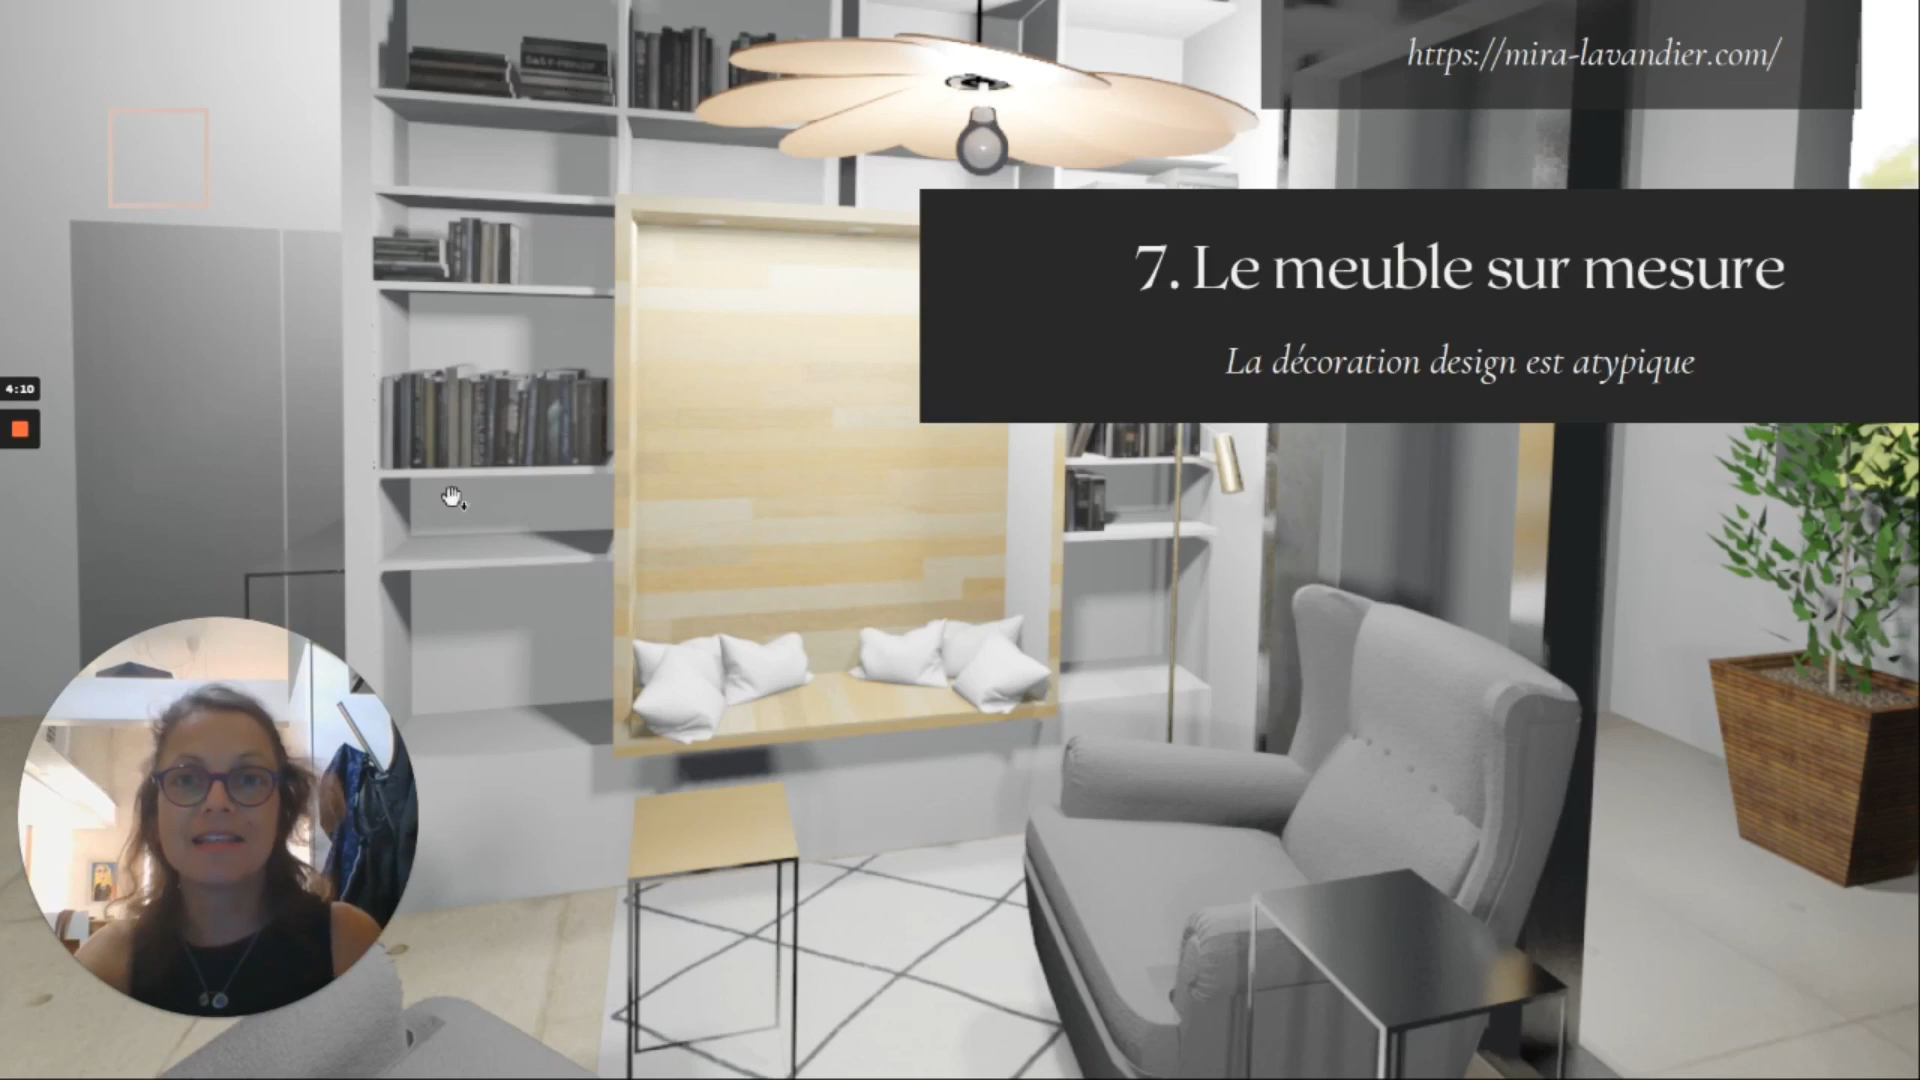 https://mira-lavandier.com/
7. Le meuble sur mesure
La décoration design est atypique
4:10